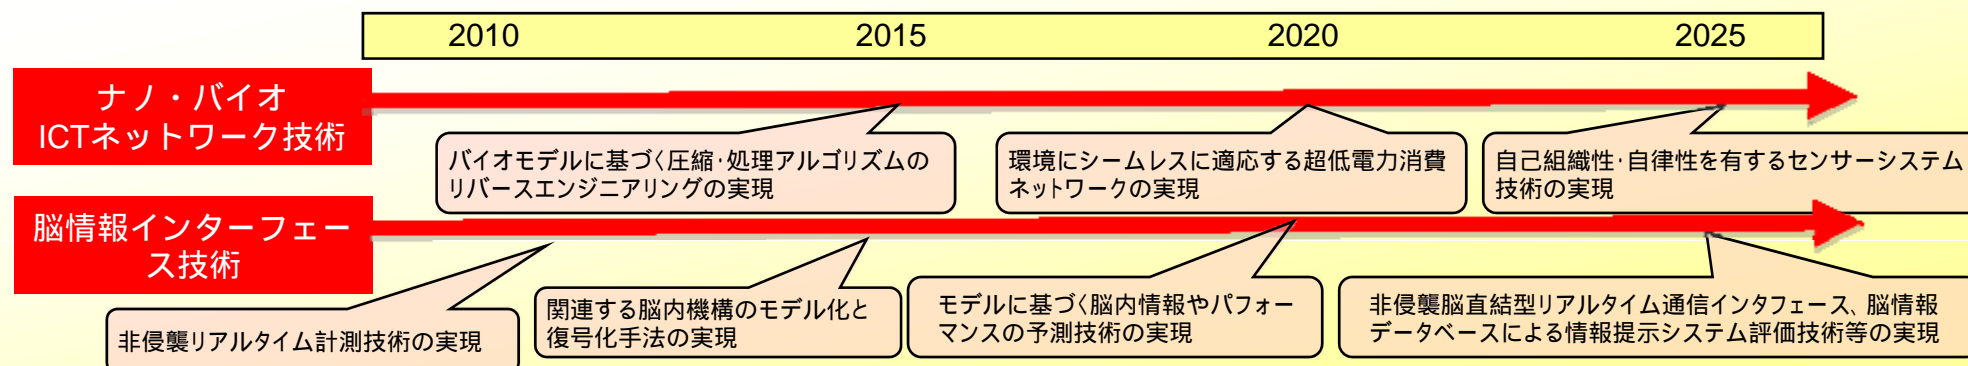 2010 2015 2020 2025
ナノ・バイオ
ICTネットワーク技術
バイオモデルに基づく圧縮・処理アルゴリズムの
リバースエンジニアリングの実現
環境にシームレスに適応する超低電力消費
ネットワークの実現
自己組織性・自律性を有するセンサーシステム
技術の実現
脳情報インターフェー
ス技術
非侵襲リアルタイム計測技術の実現
関連する脳内機構のモデル化と
復号化手法の実現
モデルに基づく脳内情報やパフォー
マンスの予測技術の実現
非侵襲脳直結型リアルタイム通信インタフェース、脳情報
データベースによる情報提示システム評価技術等の実現